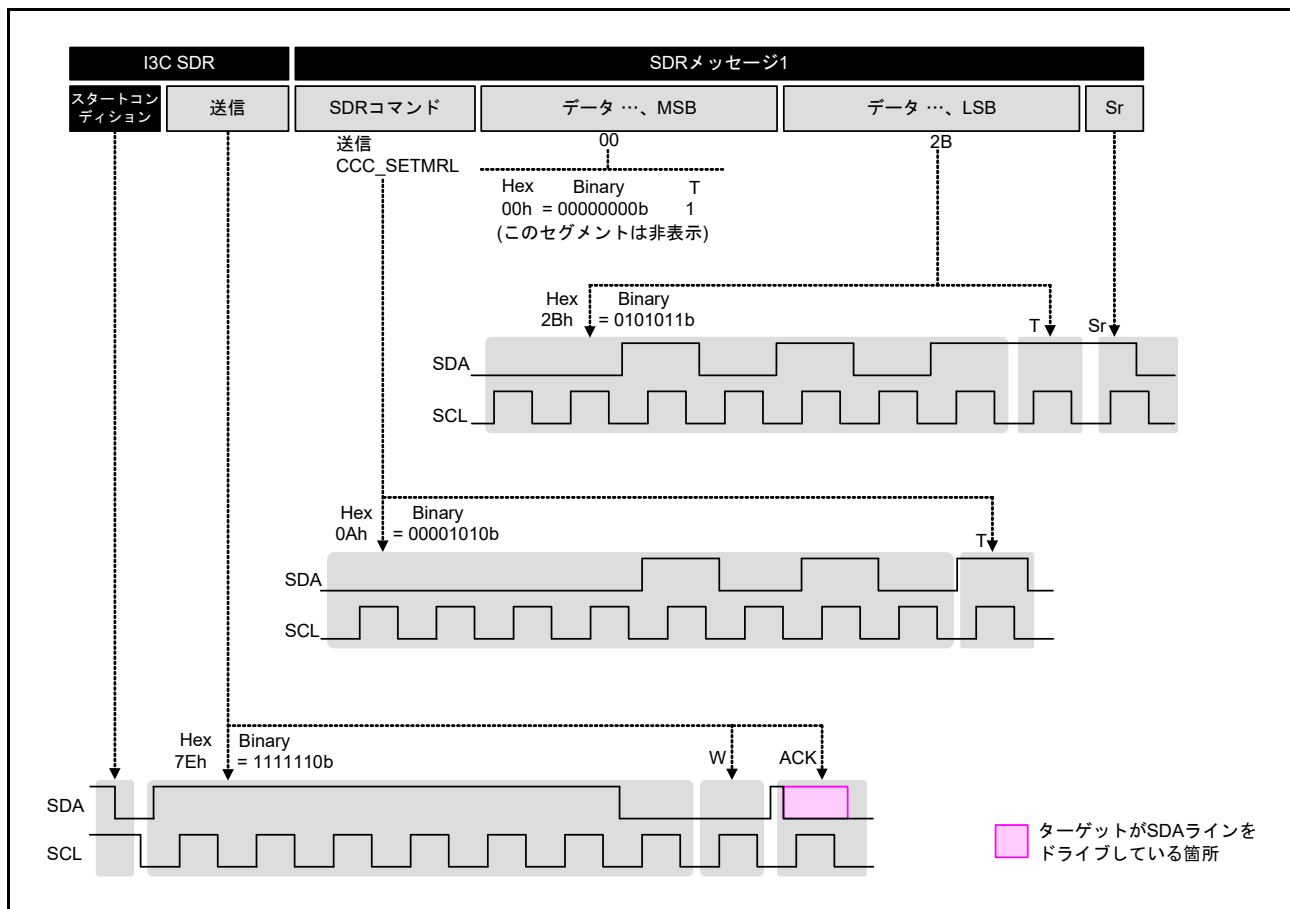 I3C SDR
SDRメッセージ1
スタートコン
ディション
送信
SDRコマンド
データ …、MSB
データ …、LSB
Sr
送信
CCC_SETMRL
00
2B
Hex Binary T
00h = 00000000b 1
(このセグメントは非表示)
Hex Binary
2Bh = 0101011b
T
Sr
SDA
SCL
Hex Binary
0Ah = 00001010b
T
SDA
SCL
Hex Binary
7Eh = 1111110b
W
ACK
SDA
SCL
ターゲットがSDAラインを
ドライブしている箇所